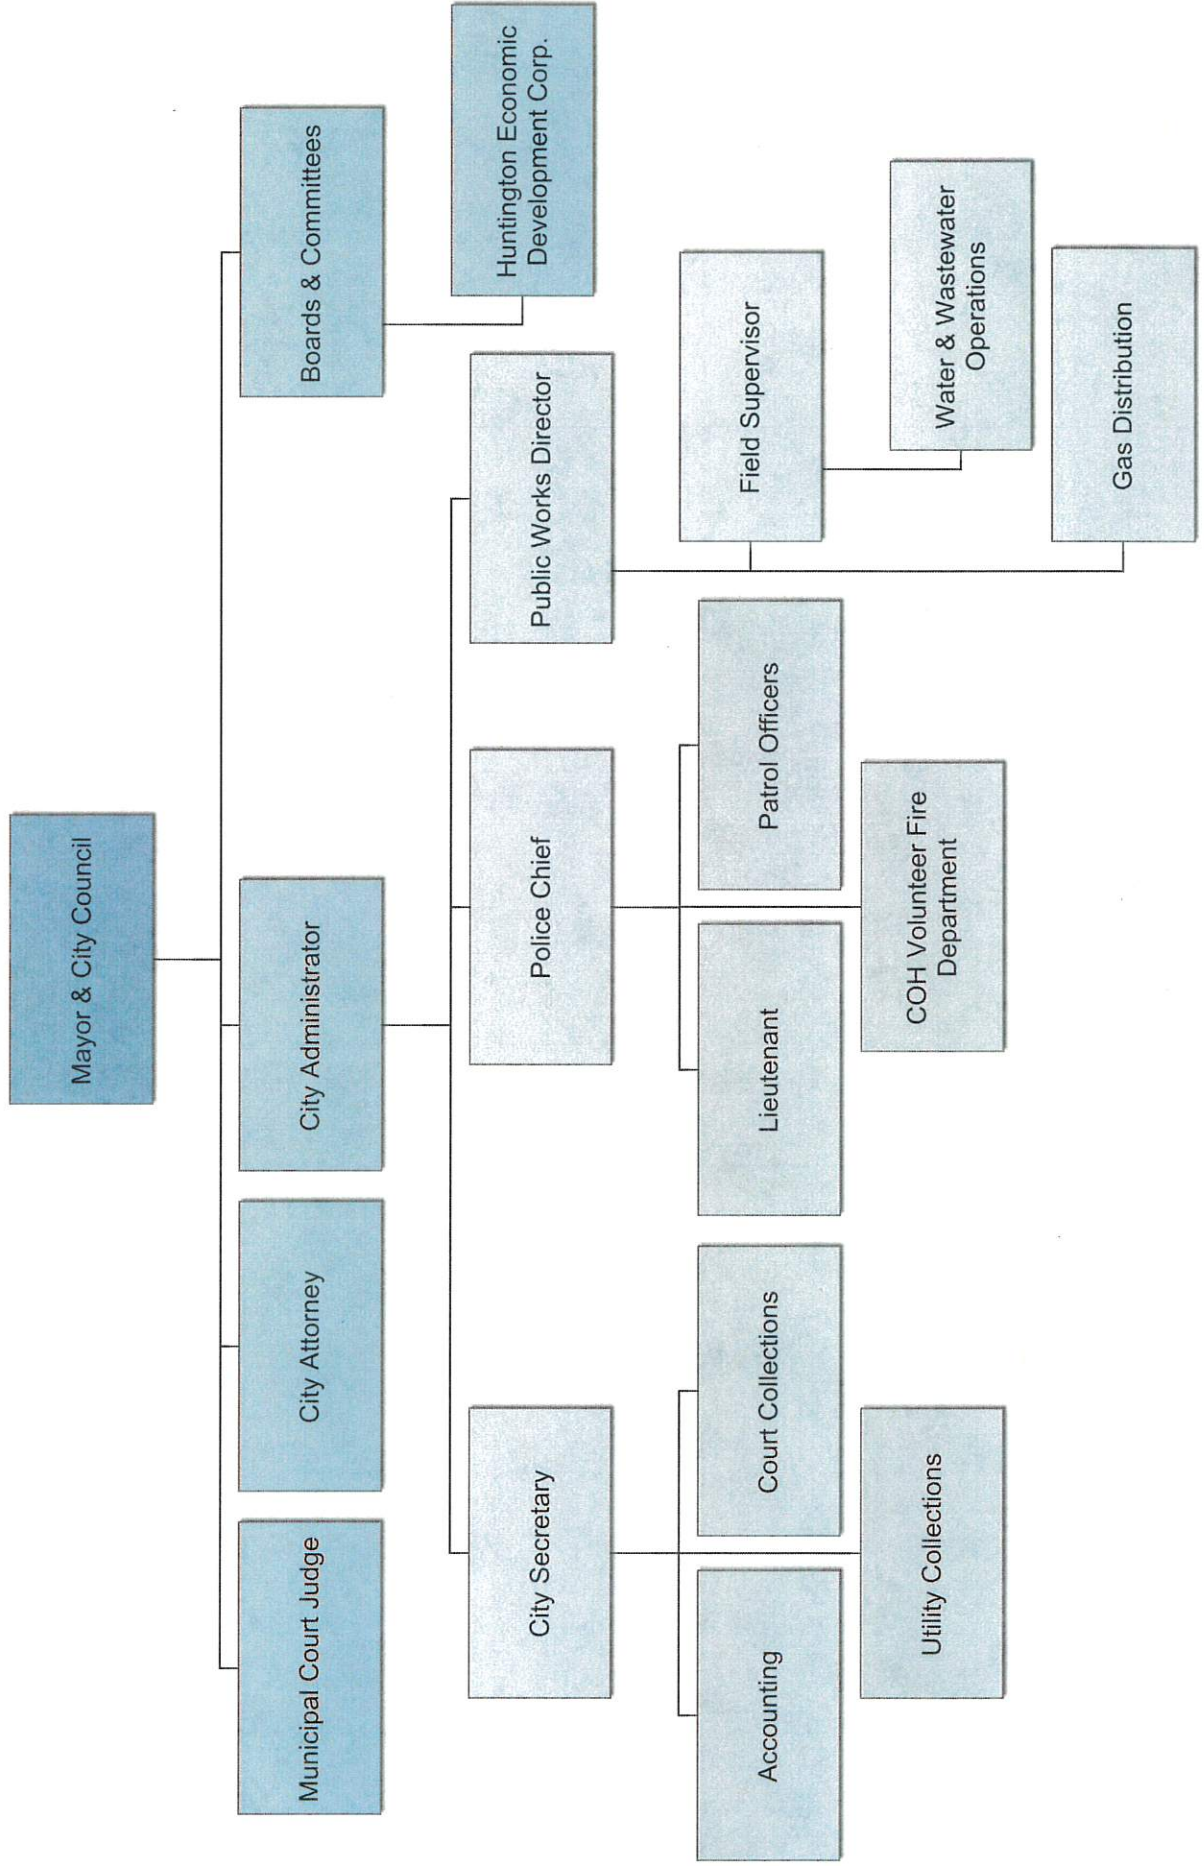 Mayor & City Council
Municipal Court Judge
City Attorney
City Administrator
Boards & Committees
Huntington Economic
Development Corp.
City Secretary
Police Chief
Public Works Director
Accounting
Court Collections
Utility Collections
Lieutenant
Patrol Officers
COH Volunteer Fire
Department
Field Supervisor
Water & Wastewater
Operations
Gas Distribution